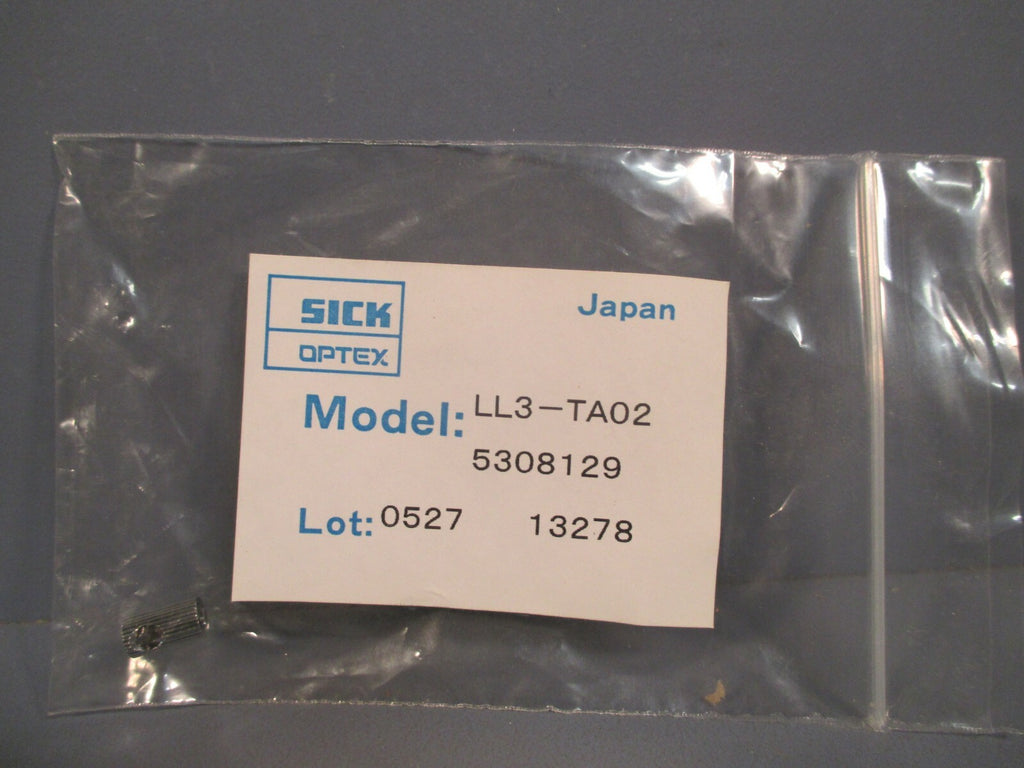 SICK
OPTEX
Japan
Model: LL3-TA02
5308129
Lot: 0527 13278